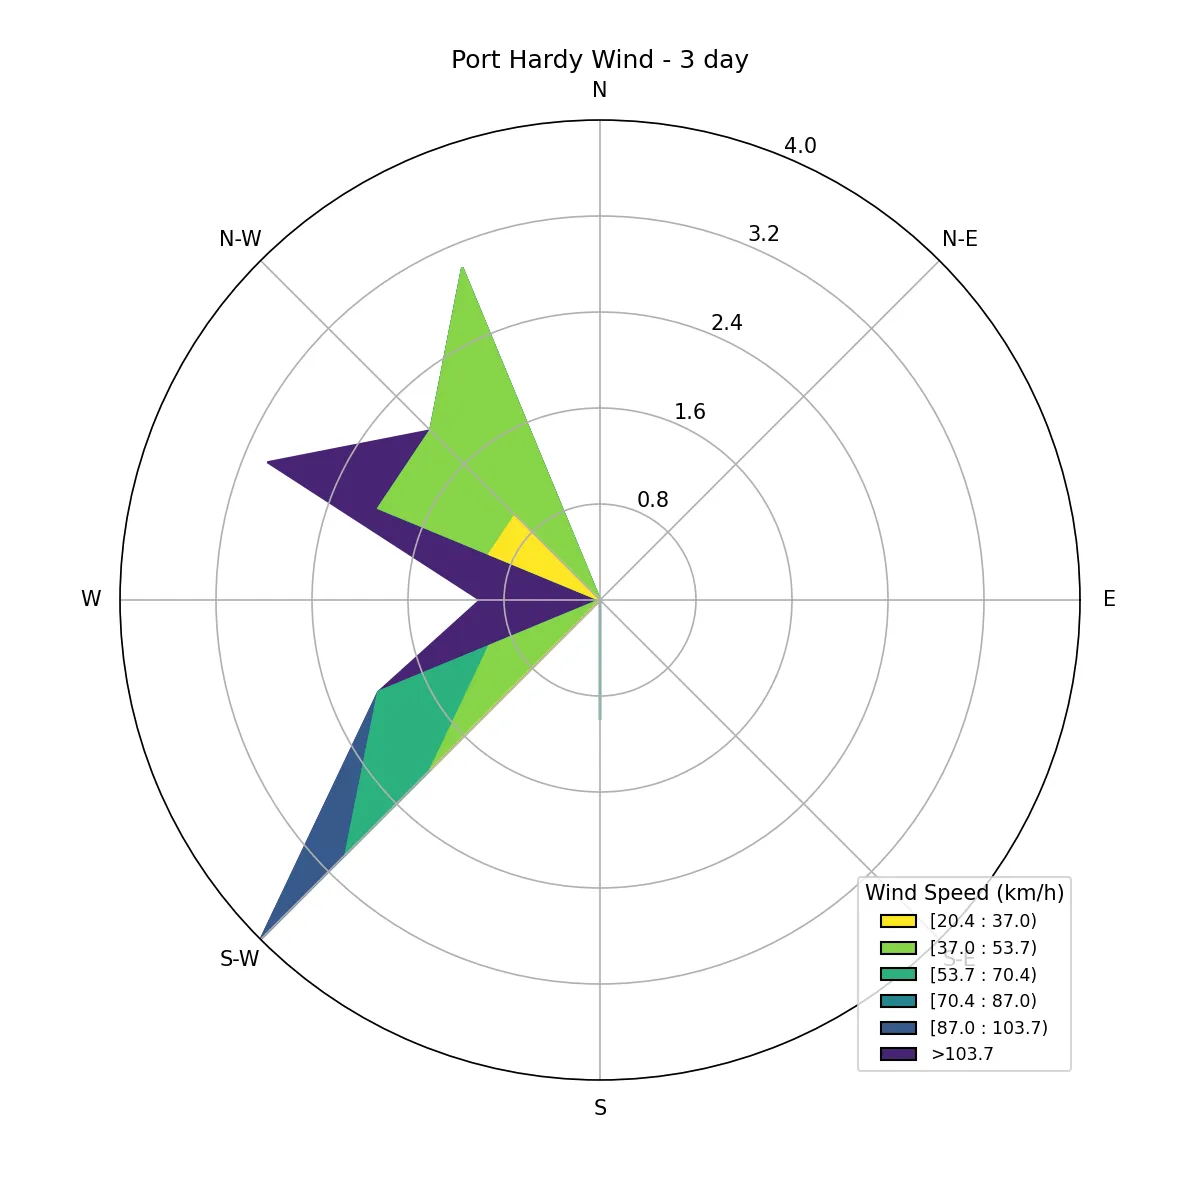 Port Hardy Wind - 3 day
N
4.0
N-W
3.2
N-E
2.4
1.6
0.8
W
E
S-W
S-E
S
Wind Speed (km/h)
[20.4 : 37.0)
[37.0 : 53.7)
[53.7 : 70.4)
[70.4 : 87.0)
[87.0 : 103.7)
>103.7